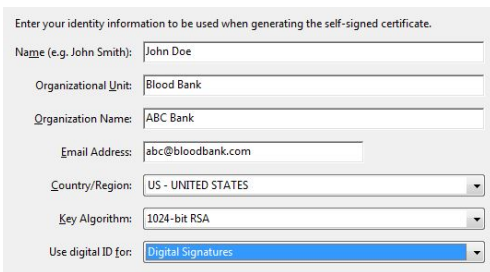 Enter your identity information to be used when generating the self-signed certificate.
Name (e.g. John Smith): John Doe
Organizational Unit: Blood Bank
Organization Name: ABC Bank
Email Address: abc@bloodbank.com
Country/Region: US - UNITED STATES
Key Algorithm: 1024-bit RSA
Use digital ID for: Digital Signatures